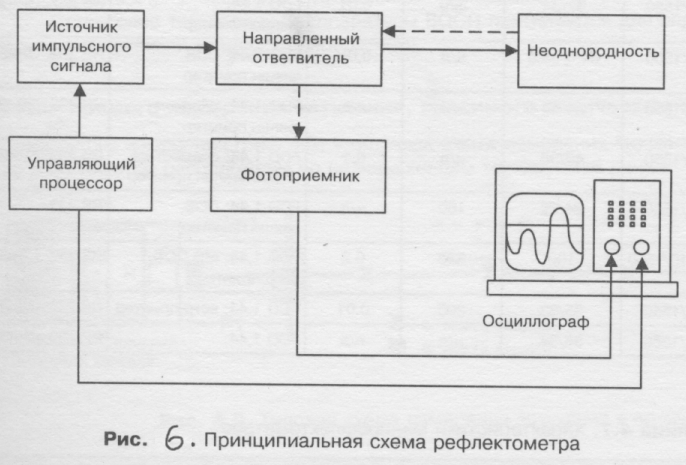 Источник
импульсного
сигнала
Направленный
ответвитель
Неоднородность
Управляющий
процессор
Фотоприемник
Осциллограф
Рис. 6. Принципиальная схема рефлектометра